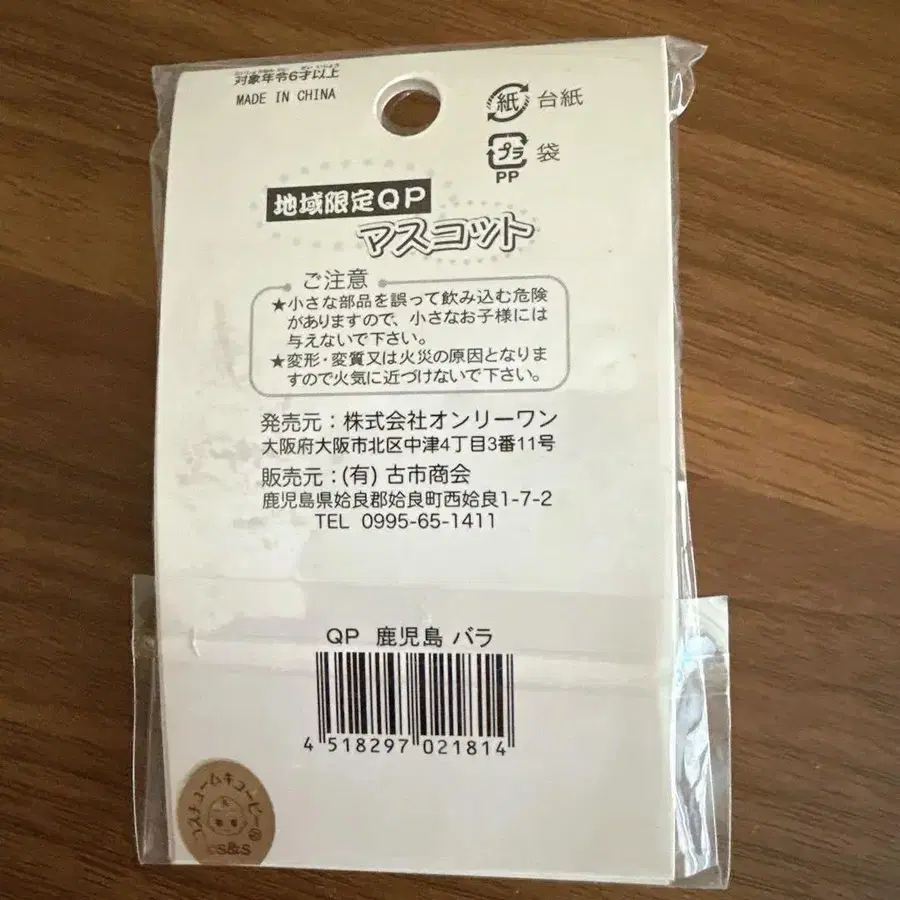 対象年令6才以上
MADE IN CHINA
紙 台紙
プラ 袋
PP
地域限定QP
マスコット
ご注意
★小さな部品を誤って飲み込む危険
がありますので、小さなお子様には
与えないで下さい。
★変形・変質又は火災の原因となりま
すので火気に近づけないで下さい。
発売元：株式会社オンリーワン
大阪府大阪市北区中津4丁目3番11号
販売元：(有) 古市商会
鹿児島県姶良郡姶良町西姶良1-7-2
TEL 0995-65-1411
QP 鹿児島 バラ
4 518297 021814
コスチュームキューピー
S&S